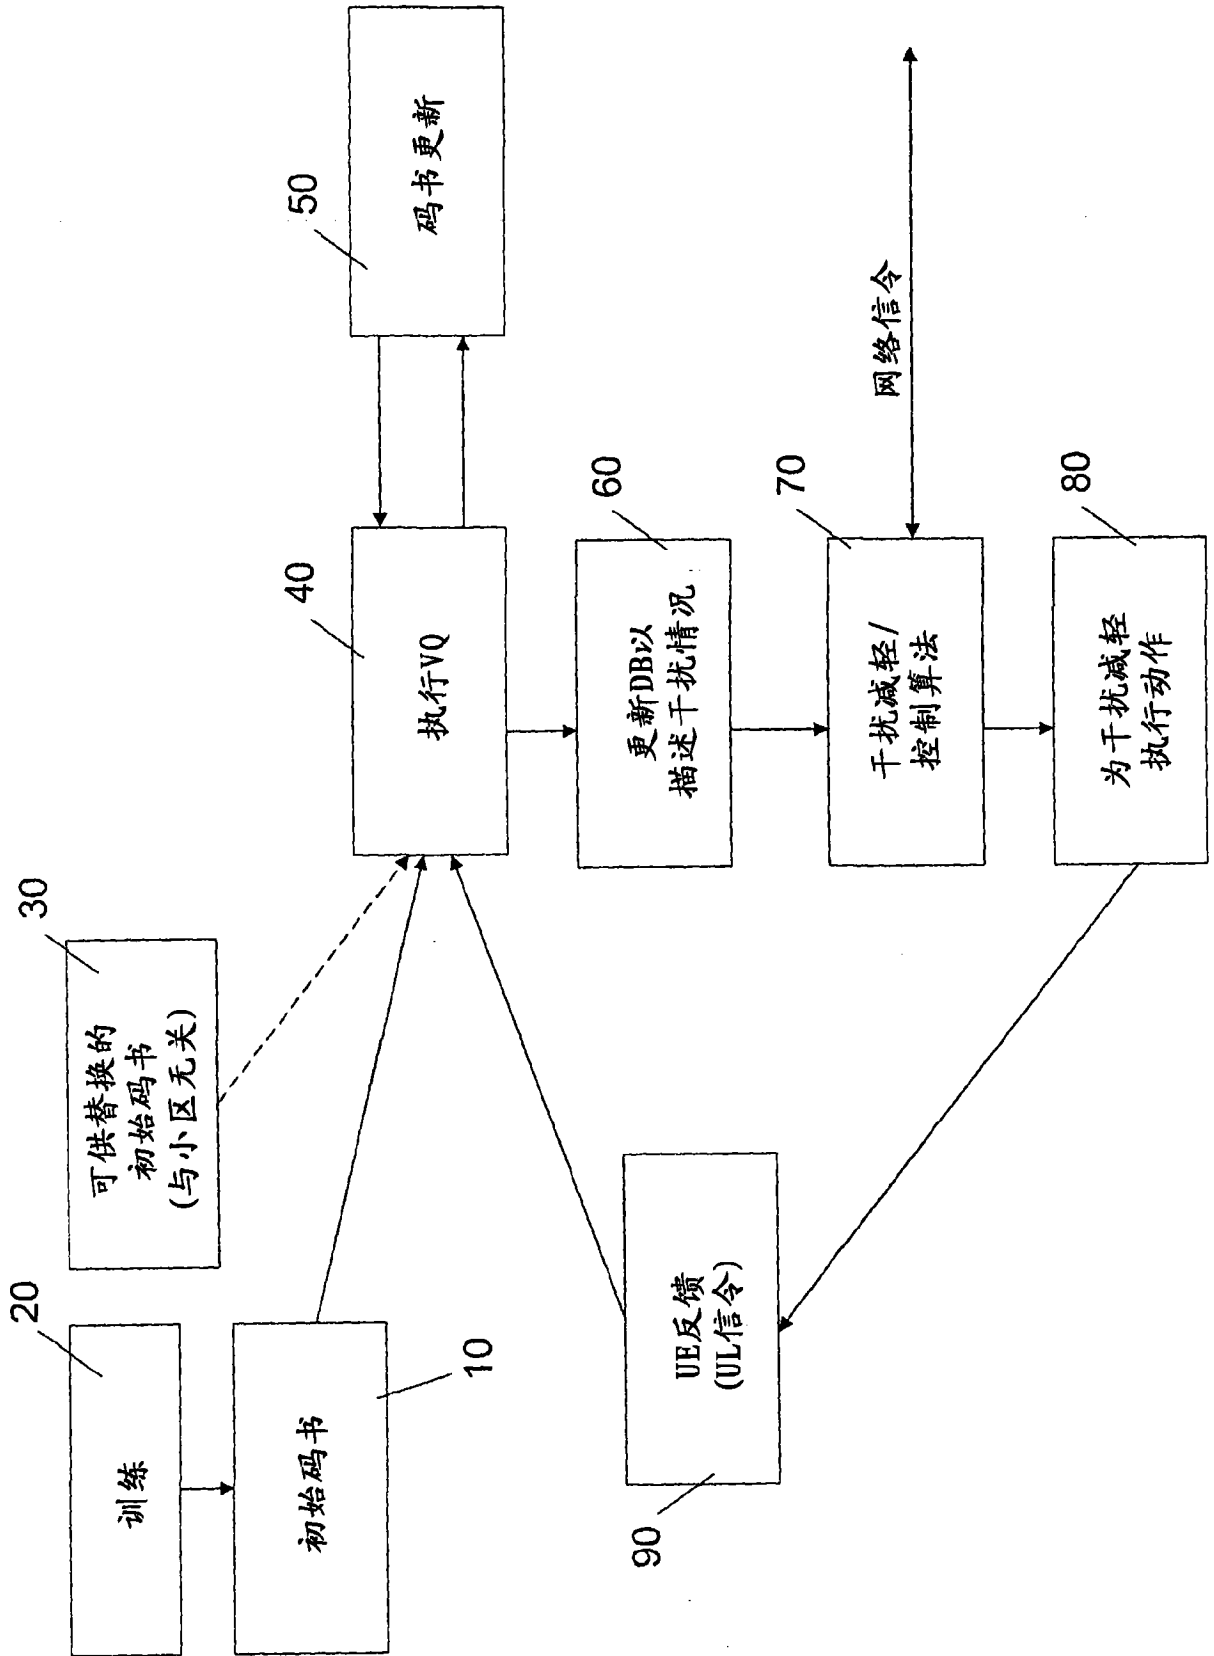 20
训练
10
初始码书
30
可供替换的
初始码书
(与小区无关)
40
执行VQ
50
码书更新
60
更新DB以
描述干扰情况
70
干扰减轻/
控制算法
网络信令
80
为干扰减轻
执行动作
90
UE反馈
(UL信令)